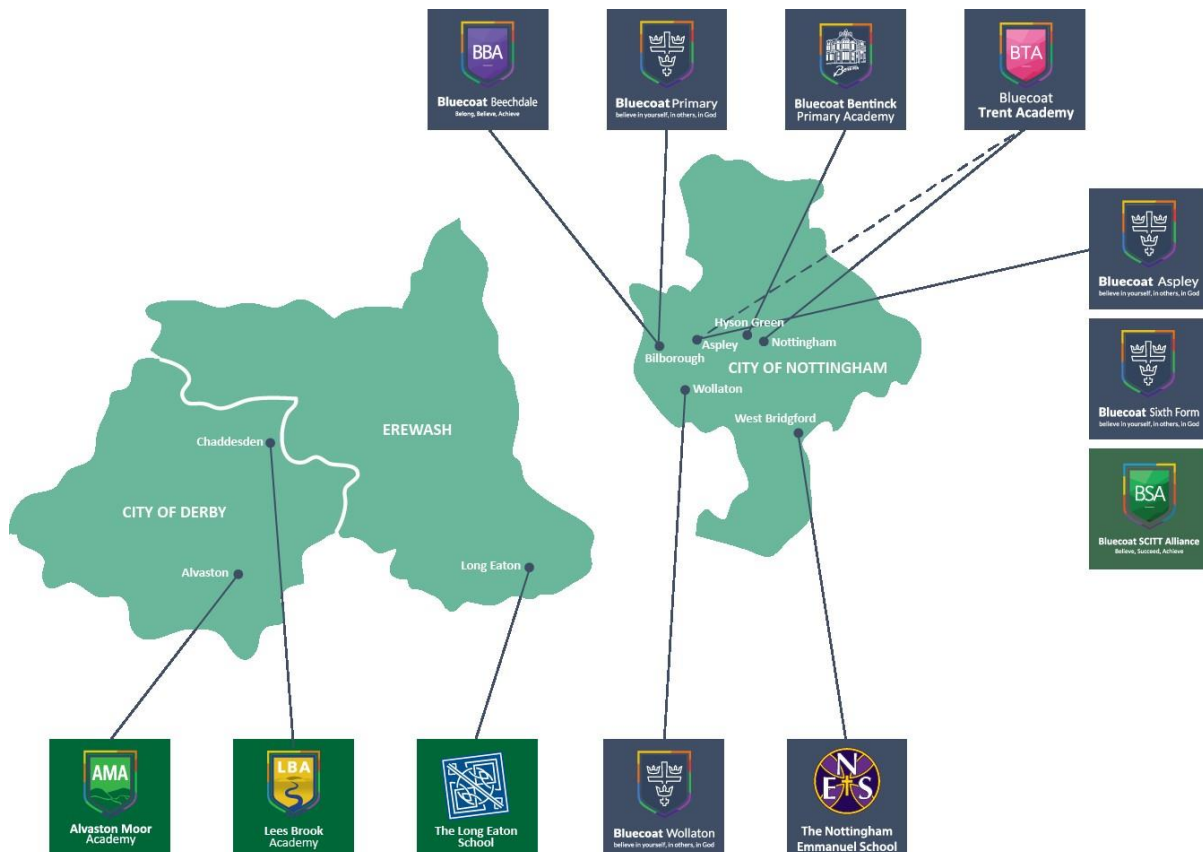 BBA
Bluecoat Beechdale
Belong, Believe, Achieve
Bluecoat Primary
believe in yourself, in others, in God
Bluecoat Bentinck
Primary Academy
BTA
Bluecoat
Trent Academy
Bluecoat Aspley
believe in yourself, in others, in God
Bluecoat Sixth Form
believe in yourself, in others, in God
BSA
Bluecoat SCITT Alliance
Believe, Succeed, Achieve
Hyson Green
Bilborough
Aspley
Nottingham
CITY OF NOTTINGHAM
Wollaton
West Bridgford
EREWASH
Chaddesden
CITY OF DERBY
Alvaston
Long Eaton
AMA
Alvaston Moor
Academy
LBA
Lees Brook
Academy
The Long Eaton
School
Bluecoat Wollaton
believe in yourself, in others, in God
N
E S
The Nottingham
Emmanuel School